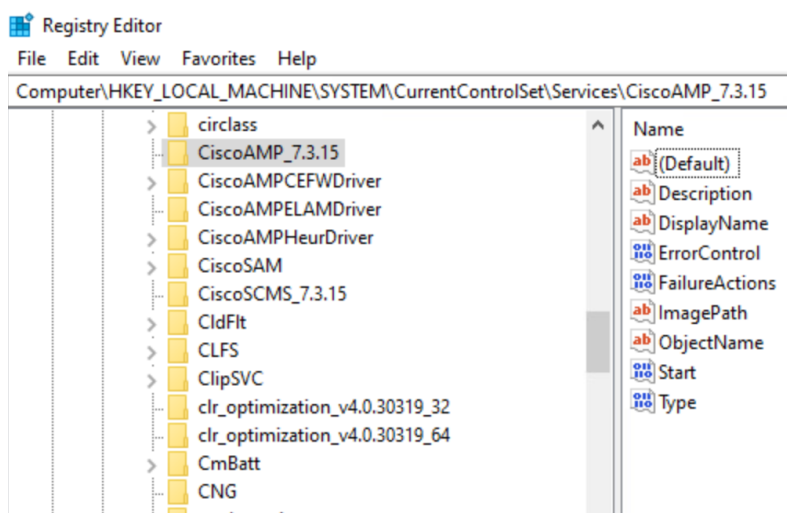 Registry Editor
File Edit View Favorites Help
Computer\HKEY_LOCAL_MACHINE\SYSTEM\CurrentControlSet\Services\CiscoAMP_7.3.15
circlass
CiscoAMP_7.3.15
CiscoAMPCEFWDriver
CiscoAMPELAMDriver
CiscoAMPHeurDriver
CiscoSAM
CiscoSCMS_7.3.15
CldFlt
CLFS
ClipSVC
clr_optimization_v4.0.30319_32
clr_optimization_v4.0.30319_64
CmBatt
CNG
Name
(Default)
Description
DisplayName
ErrorControl
FailureActions
ImagePath
ObjectName
Start
Type